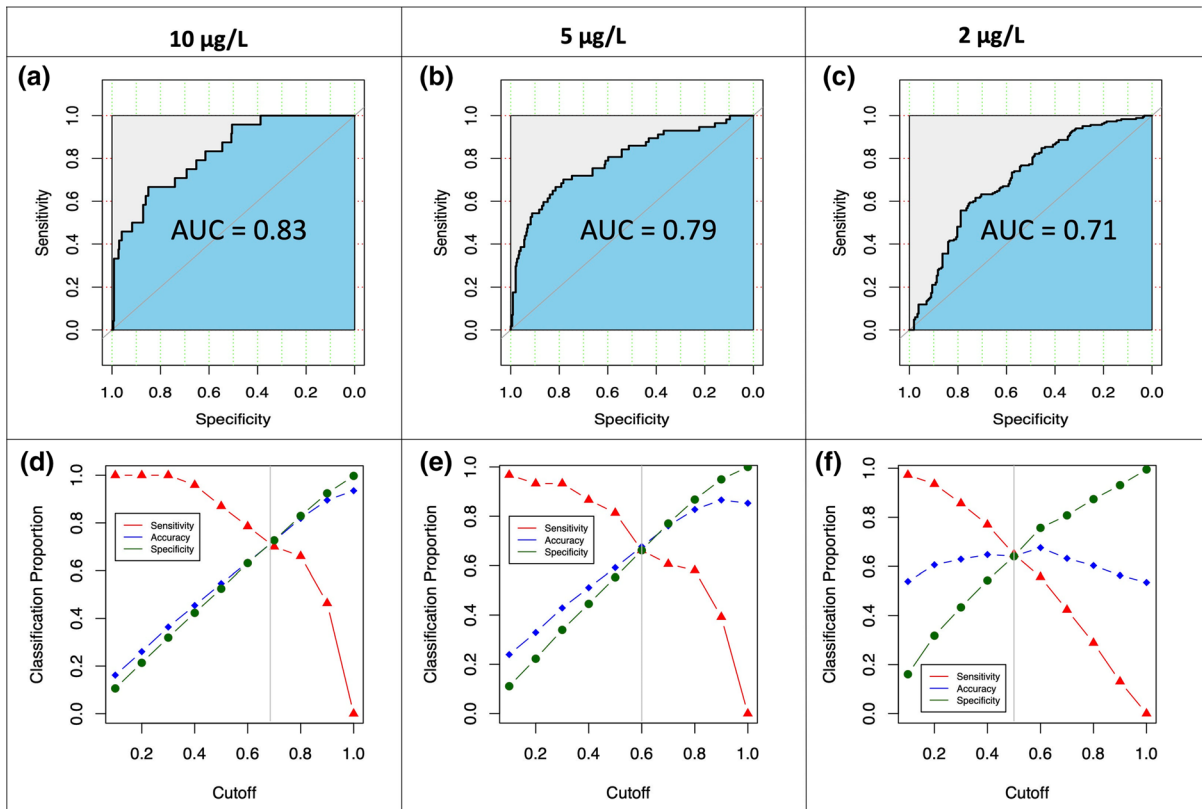 10 µg/L
5 µg/L
2 µg/L
(a)
Sensitivity
0.0 0.2 0.4 0.6 0.8 1.0
AUC = 0.83
1.0 0.8 0.6 0.4 0.2 0.0
Specificity
(b)
Sensitivity
0.0 0.2 0.4 0.6 0.8 1.0
AUC = 0.79
1.0 0.8 0.6 0.4 0.2 0.0
Specificity
(c)
Sensitivity
0.0 0.2 0.4 0.6 0.8 1.0
AUC = 0.71
1.0 0.8 0.6 0.4 0.2 0.0
Specificity
(d)
Classification Proportion
0.0 0.2 0.4 0.6 0.8 1.0
Sensitivity
Accuracy
Specificity
0.2 0.4 0.6 0.8 1.0
Cutoff
(e)
Classification Proportion
0.0 0.2 0.4 0.6 0.8 1.0
Sensitivity
Accuracy
Specificity
0.2 0.4 0.6 0.8 1.0
Cutoff
(f)
Classification Proportion
0.0 0.2 0.4 0.6 0.8 1.0
Sensitivity
Accuracy
Specificity
0.2 0.4 0.6 0.8 1.0
Cutoff